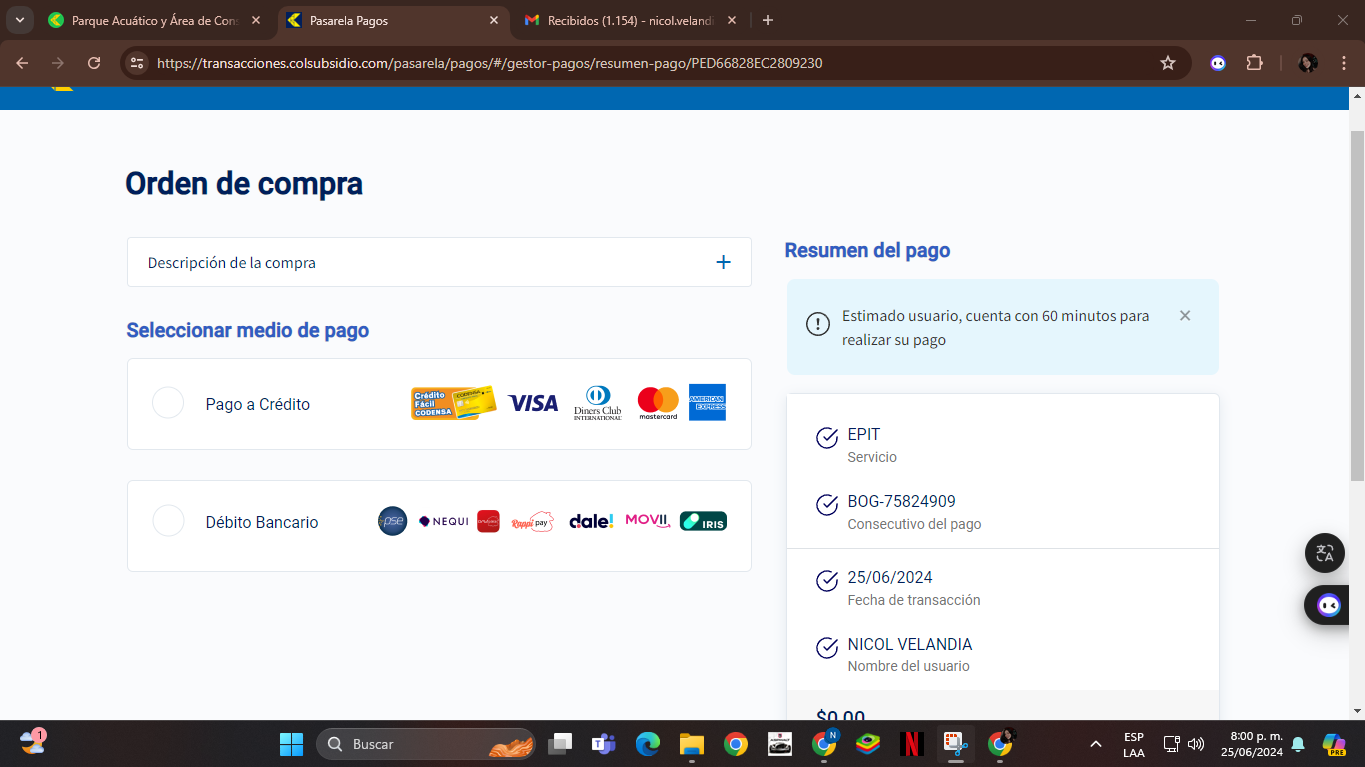 Parque Acuático y Área de Con
Pasarela Pagos
Recibidos (1.154) - nicol.veland
https://transacciones.colsubsidio.com/pasarela/pagos/#/gestor-pagos/resumen-pago/PED66828EC2809230
Orden de compra
Descripción de la compra
Seleccionar medio de pago
Pago a Crédito
Crédito
Fácil
CODENSA
VISA
Diners Club
INTERNATIONAL
mastercard
AMERICAN
EXPRESS
Débito Bancario
pse
NEQUI
Rappi
pay
dale!
MOVII
IRIS
Resumen del pago
Estimado usuario, cuenta con 60 minutos para
realizar su pago
EPIT
Servicio
BOG-75824909
Consecutivo del pago
25/06/2024
Fecha de transacción
NICOL VELANDIA
Nombre del usuario
$0.00
1
Buscar
N
ESP
LAA
8:00 p. m.
25/06/2024
PRE